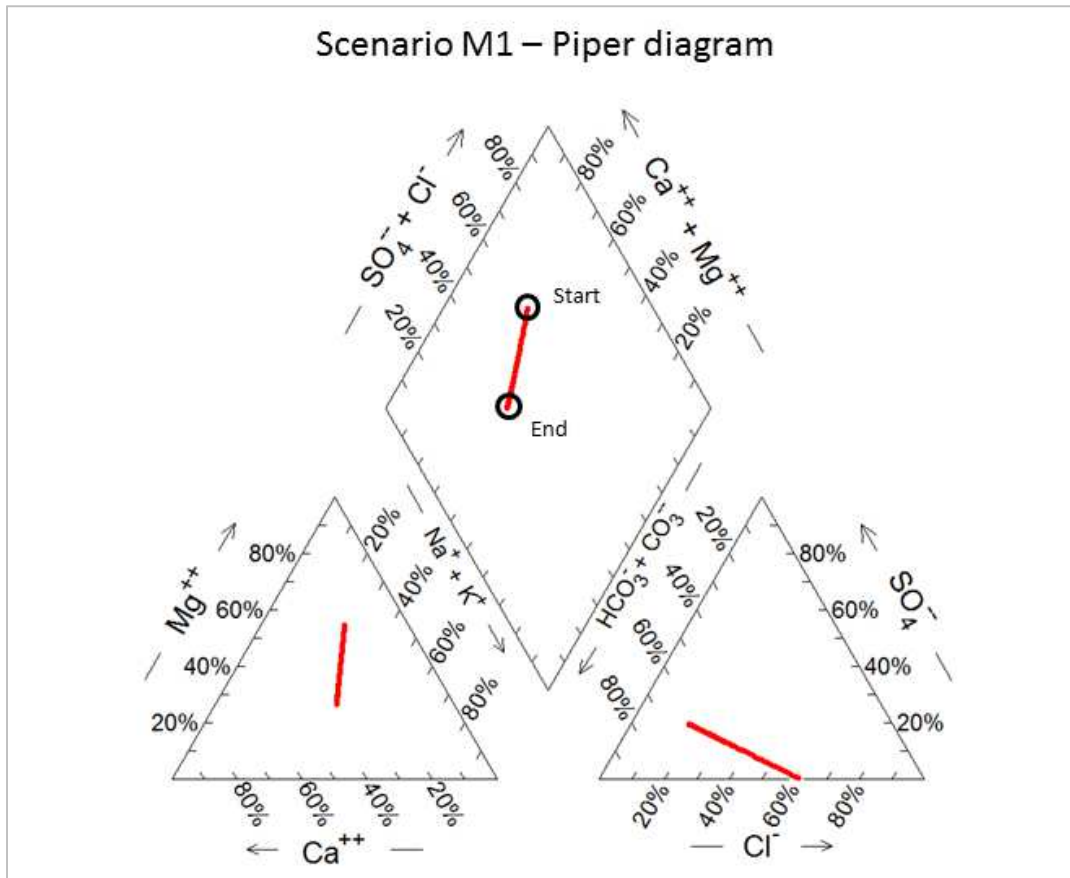 Scenario M1 – Piper diagram
SO4-- + Cl-
Ca++ + Mg++
80%
60%
40%
20%
80%
60%
40%
20%
Start
End
Mg++
80%
60%
40%
20%
Na+ + K+
20%
40%
60%
80%
HCO3- + CO3--
20%
40%
60%
80%
SO4--
80%
60%
40%
20%
80%
60%
40%
20%
Ca++
20%
40%
60%
80%
Cl-